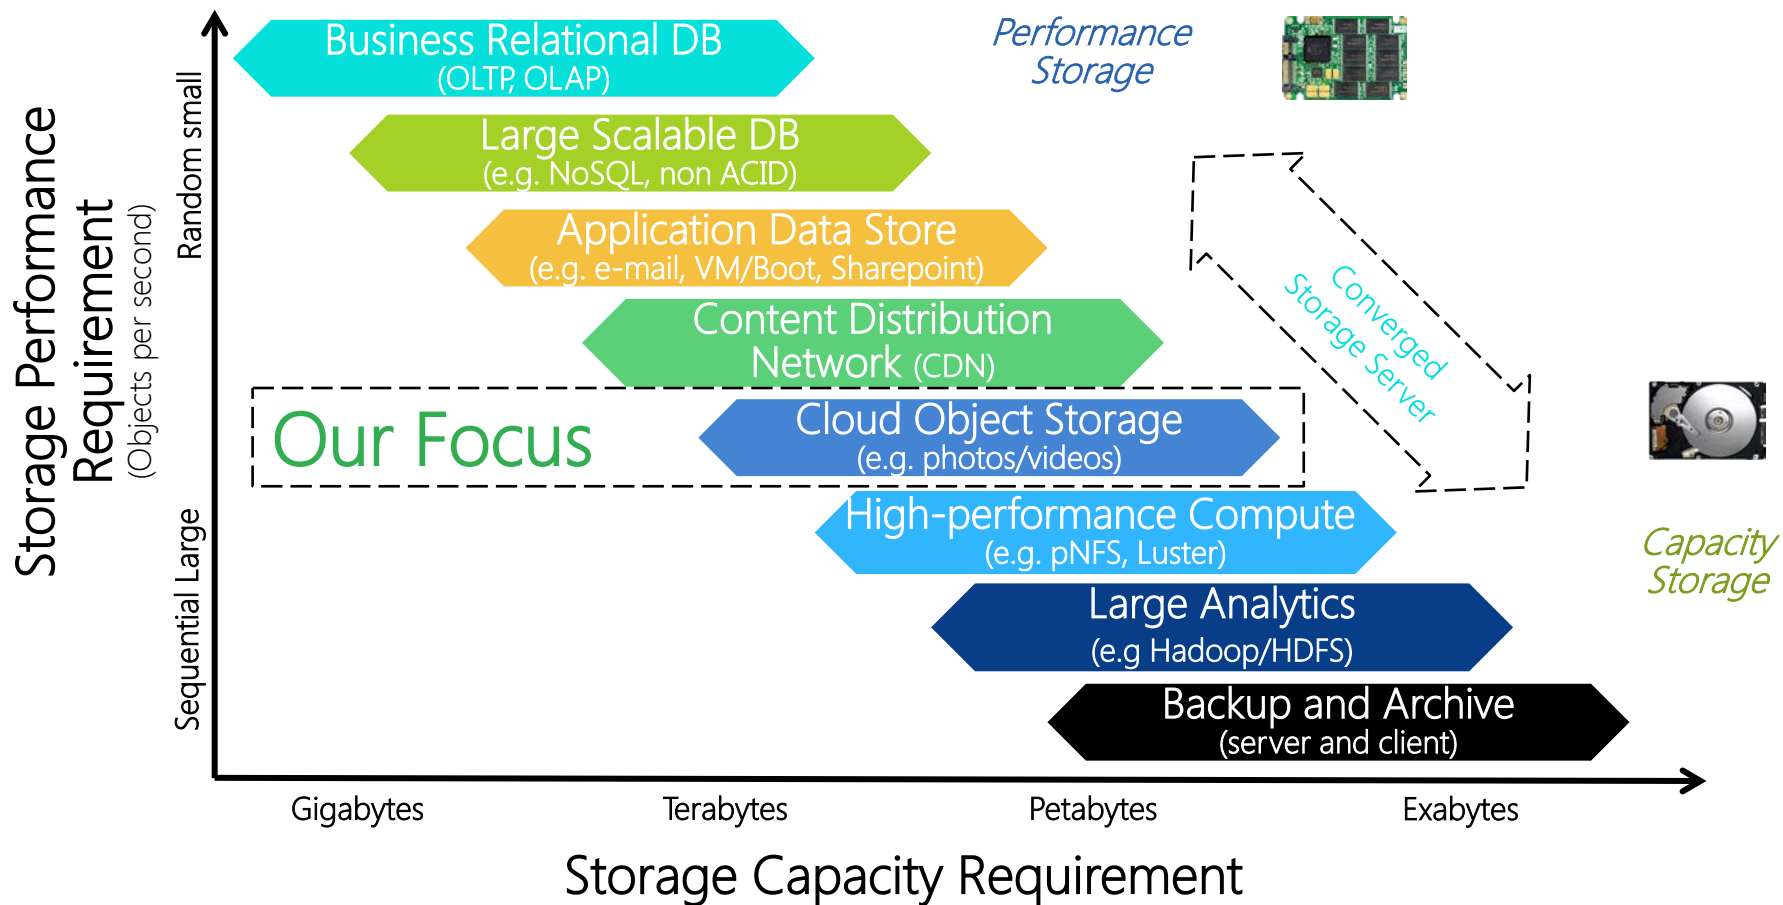 Business Relational DB
(OLTP, OLAP)
Performance
Storage
Large Scalable DB
(e.g. NoSQL, non ACID)
Application Data Store
(e.g. e-mail, VM/Boot, Sharepoint)
Content Distribution
Network (CDN)
Converged
Storage Server
Our Focus
Cloud Object Storage
(e.g. photos/videos)
High-performance Compute
(e.g. pNFS, Luster)
Capacity
Storage
Large Analytics
(e.g Hadoop/HDFS)
Backup and Archive
(server and client)
Storage Performance
Requirement
(Objects per second)
Random small
Sequential Large
Gigabytes
Terabytes
Petabytes
Exabytes
Storage Capacity Requirement